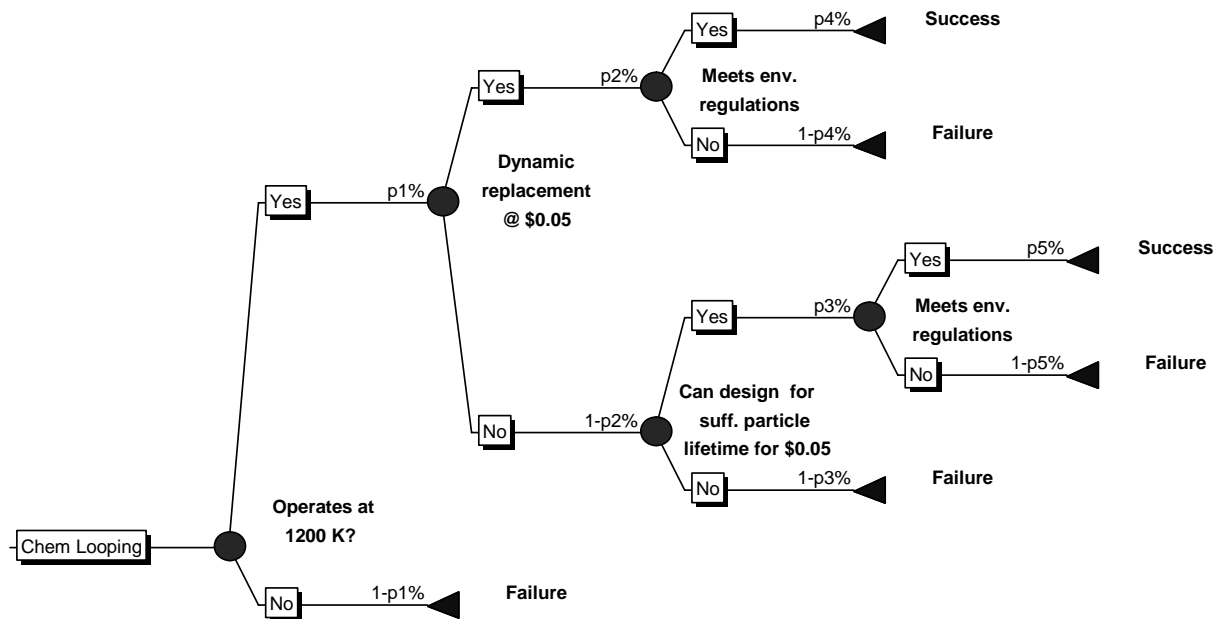 p4%
Success
Yes
Yes
p2%
Meets env.
regulations
No
1-p4%
Failure
Dynamic
replacement
@ $0.05
Yes
p1%
Yes
p5%
Success
Yes
p3%
Meets env.
regulations
No
1-p5%
Failure
Can design for
suff. particle
lifetime for $0.05
No
1-p2%
No
1-p3%
Failure
Operates at
1200 K?
Chem Looping
No
1-p1%
Failure